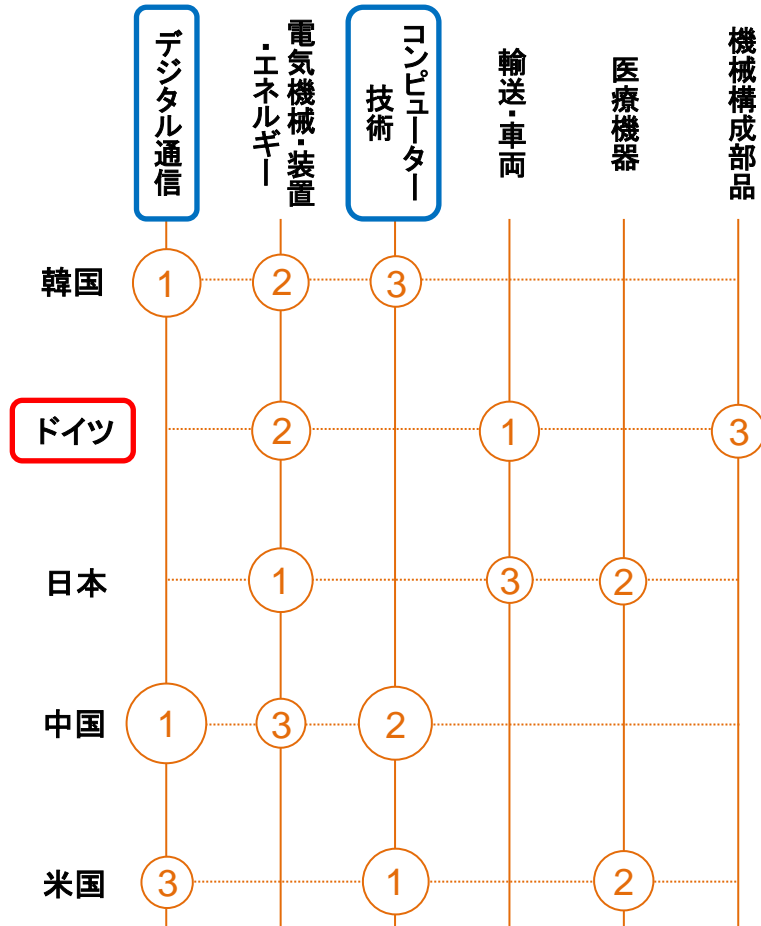 デジタル通信
電気機械・装置
・エネルギー
コンピューター
技術
輸送・車両
医療機器
機械構成部品
韓国
1
2
3
ドイツ
2
1
3
日本
1
3
2
中国
1
3
2
米国
3
1
2